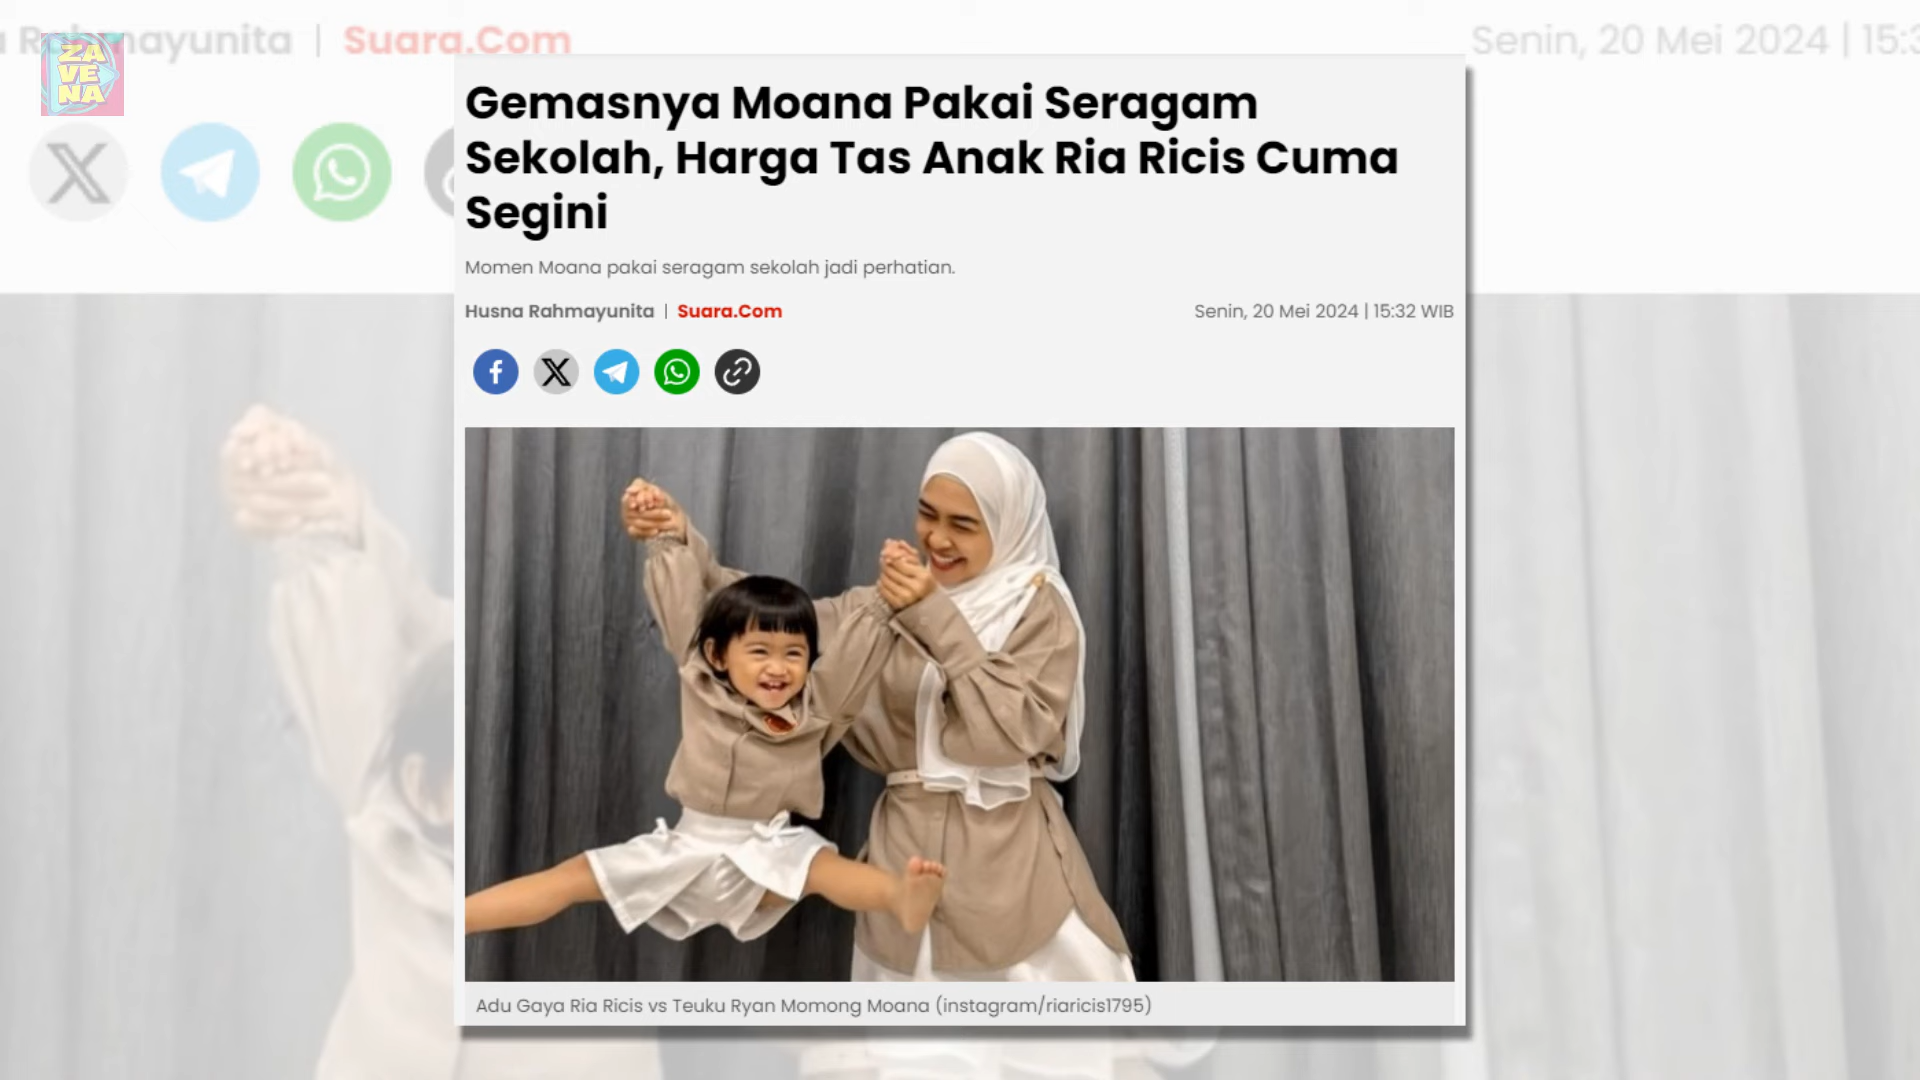 Rahmayunita | Suara.Com
Senin, 20 Mei 2024 | 15:3
ZA
VE
NA
Gemasnya Moana Pakai Seragam
Sekolah, Harga Tas Anak Ria Ricis Cuma
Segini
Momen Moana pakai seragam sekolah jadi perhatian.
Husna Rahmayunita | Suara.Com
Senin, 20 Mei 2024 | 15:32 WIB
Adu Gaya Ria Ricis vs Teuku Ryan Momong Moana (instagram/riaricis1795)